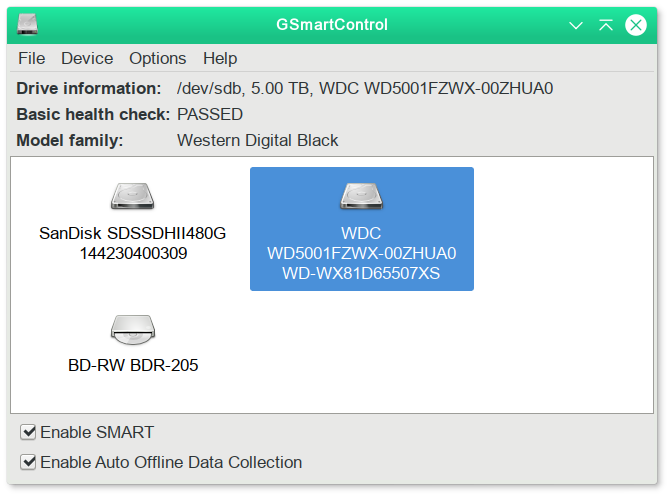 GSmartControl
File Device Options Help
Drive information: /dev/sdb, 5.00 TB, WDC WD5001FZWX-00ZHUA0
Basic health check: PASSED
Model family: Western Digital Black
SanDisk SDSSDHII480G
144230400309
WDC
WD5001FZWX-00ZHUA0
WD-WX81D65507XS
BD-RW BDR-205
Enable SMART
Enable Auto Offline Data Collection